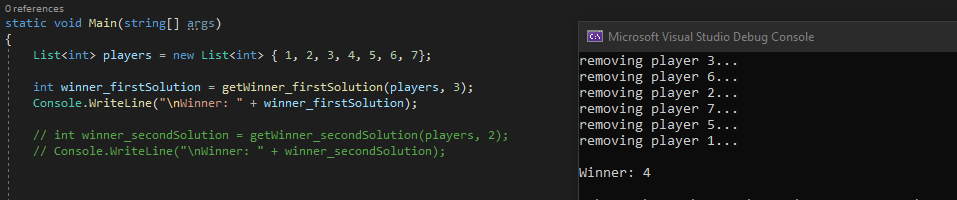 0 references
static void Main(string[] args)
{
List<int> players = new List<int> { 1, 2, 3, 4, 5, 6, 7};
int winner_firstSolution = getWinner_firstSolution(players, 3);
Console.WriteLine("\nWinner: " + winner_firstSolution);
// int winner_secondSolution = getWinner_secondSolution(players, 2);
// Console.WriteLine("\nWinner: " + winner_secondSolution);
Microsoft Visual Studio Debug Console
removing player 3...
removing player 6...
removing player 2...
removing player 7...
removing player 5...
removing player 1...
Winner: 4